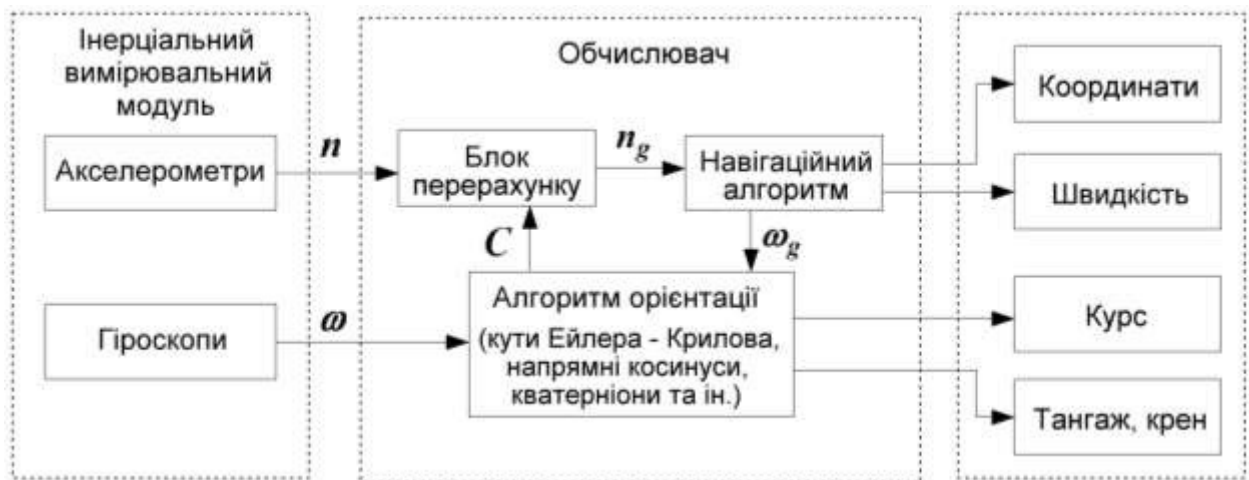 Інерціальний
вимірювальний
модуль
Акселерометри
Гіроскопи
n
ω
Обчислювач
Блок
перерахунку
n_g
Навігаційний
алгоритм
C
ω_g
Алгоритм орієнтації
(кути Ейлера - Крилова,
напрямні косинуси,
кватерніони та ін.)
Координати
Швидкість
Курс
Тангаж, крен